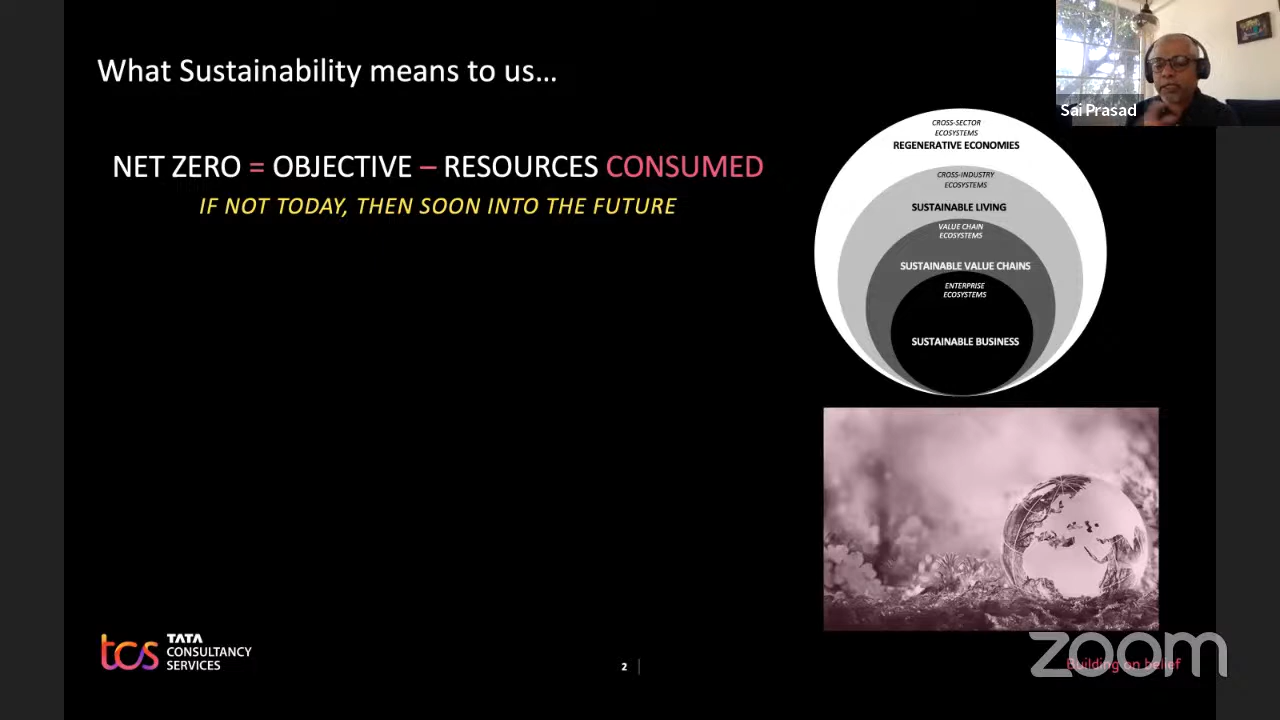 What Sustainability means to us...
Sai Prasad
NET ZERO = OBJECTIVE – RESOURCES CONSUMED
IF NOT TODAY, THEN SOON INTO THE FUTURE
CROSS-SECTOR
ECOSYSTEMS
REGENERATIVE ECONOMIES
CROSS-INDUSTRY
ECOSYSTEMS
SUSTAINABLE LIVING
VALUE CHAIN
ECOSYSTEMS
SUSTAINABLE VALUE CHAINS
ENTERPRISE
ECOSYSTEMS
SUSTAINABLE BUSINESS
tcs
TATA
CONSULTANCY
SERVICES
2
Building on belief
zoom